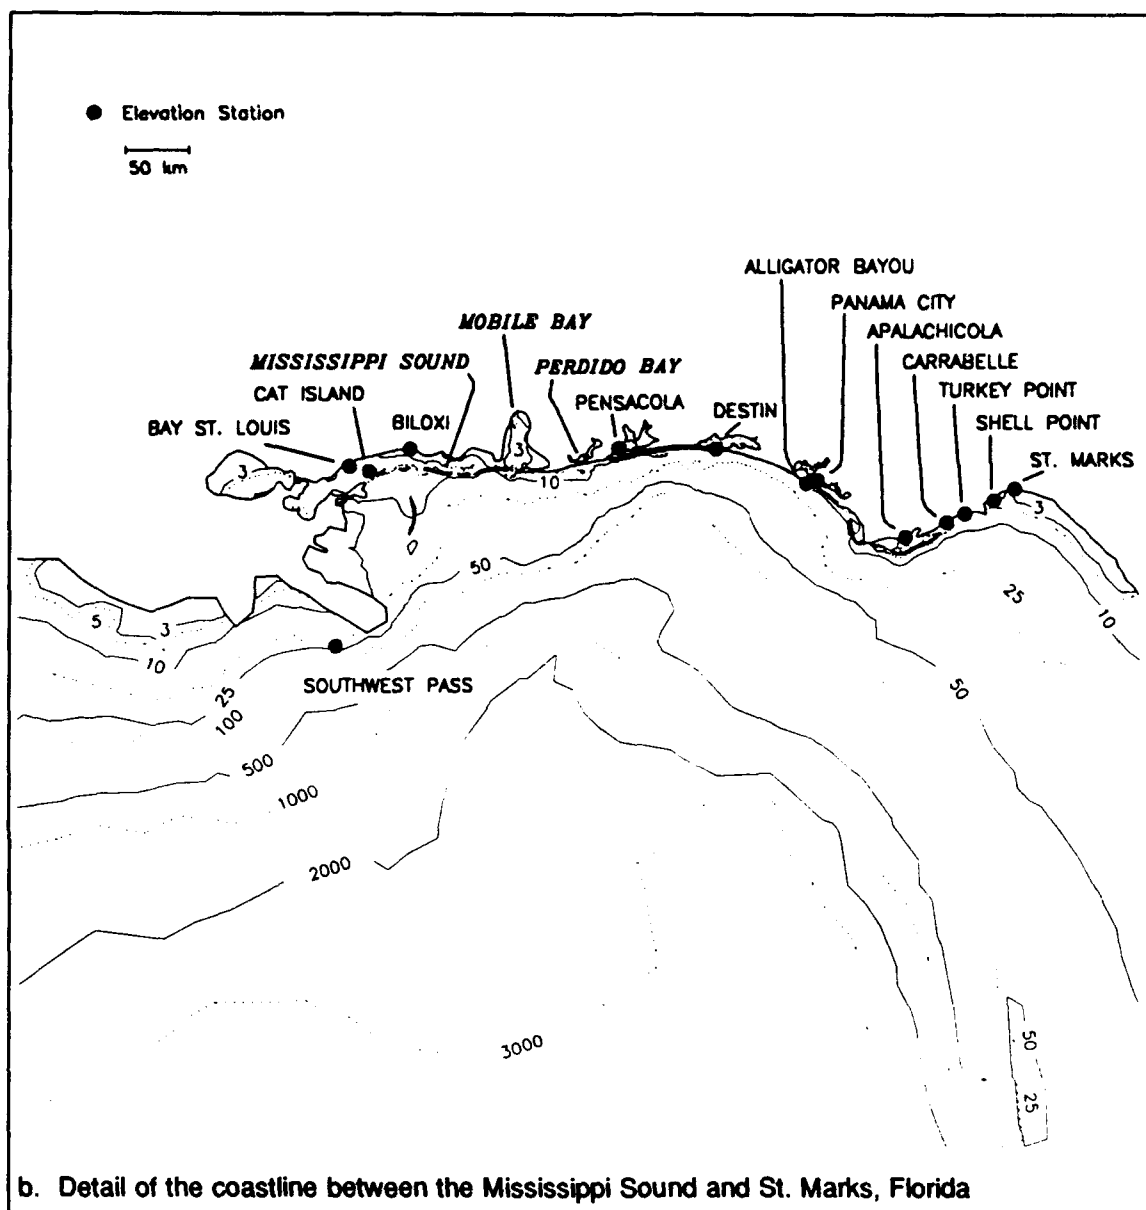 Elevation Station
50 km
ALLIGATOR BAYOU
PANAMA CITY
MOBILE BAY
APALACHICOLA
MISSISSIPPI SOUND
PERDIDO BAY
CARRABELLE
CAT ISLAND
TURKEY POINT
PENSACOLA
DESTIN
BILOXI
SHELL POINT
BAY ST. LOUIS
ST. MARKS
3
3
10
3
50
25
5
3
10
10
SOUTHWEST PASS
25
50
100
500
1000
2000
3000
50
25
b. Detail of the coastline between the Mississippi Sound and St. Marks, Florida